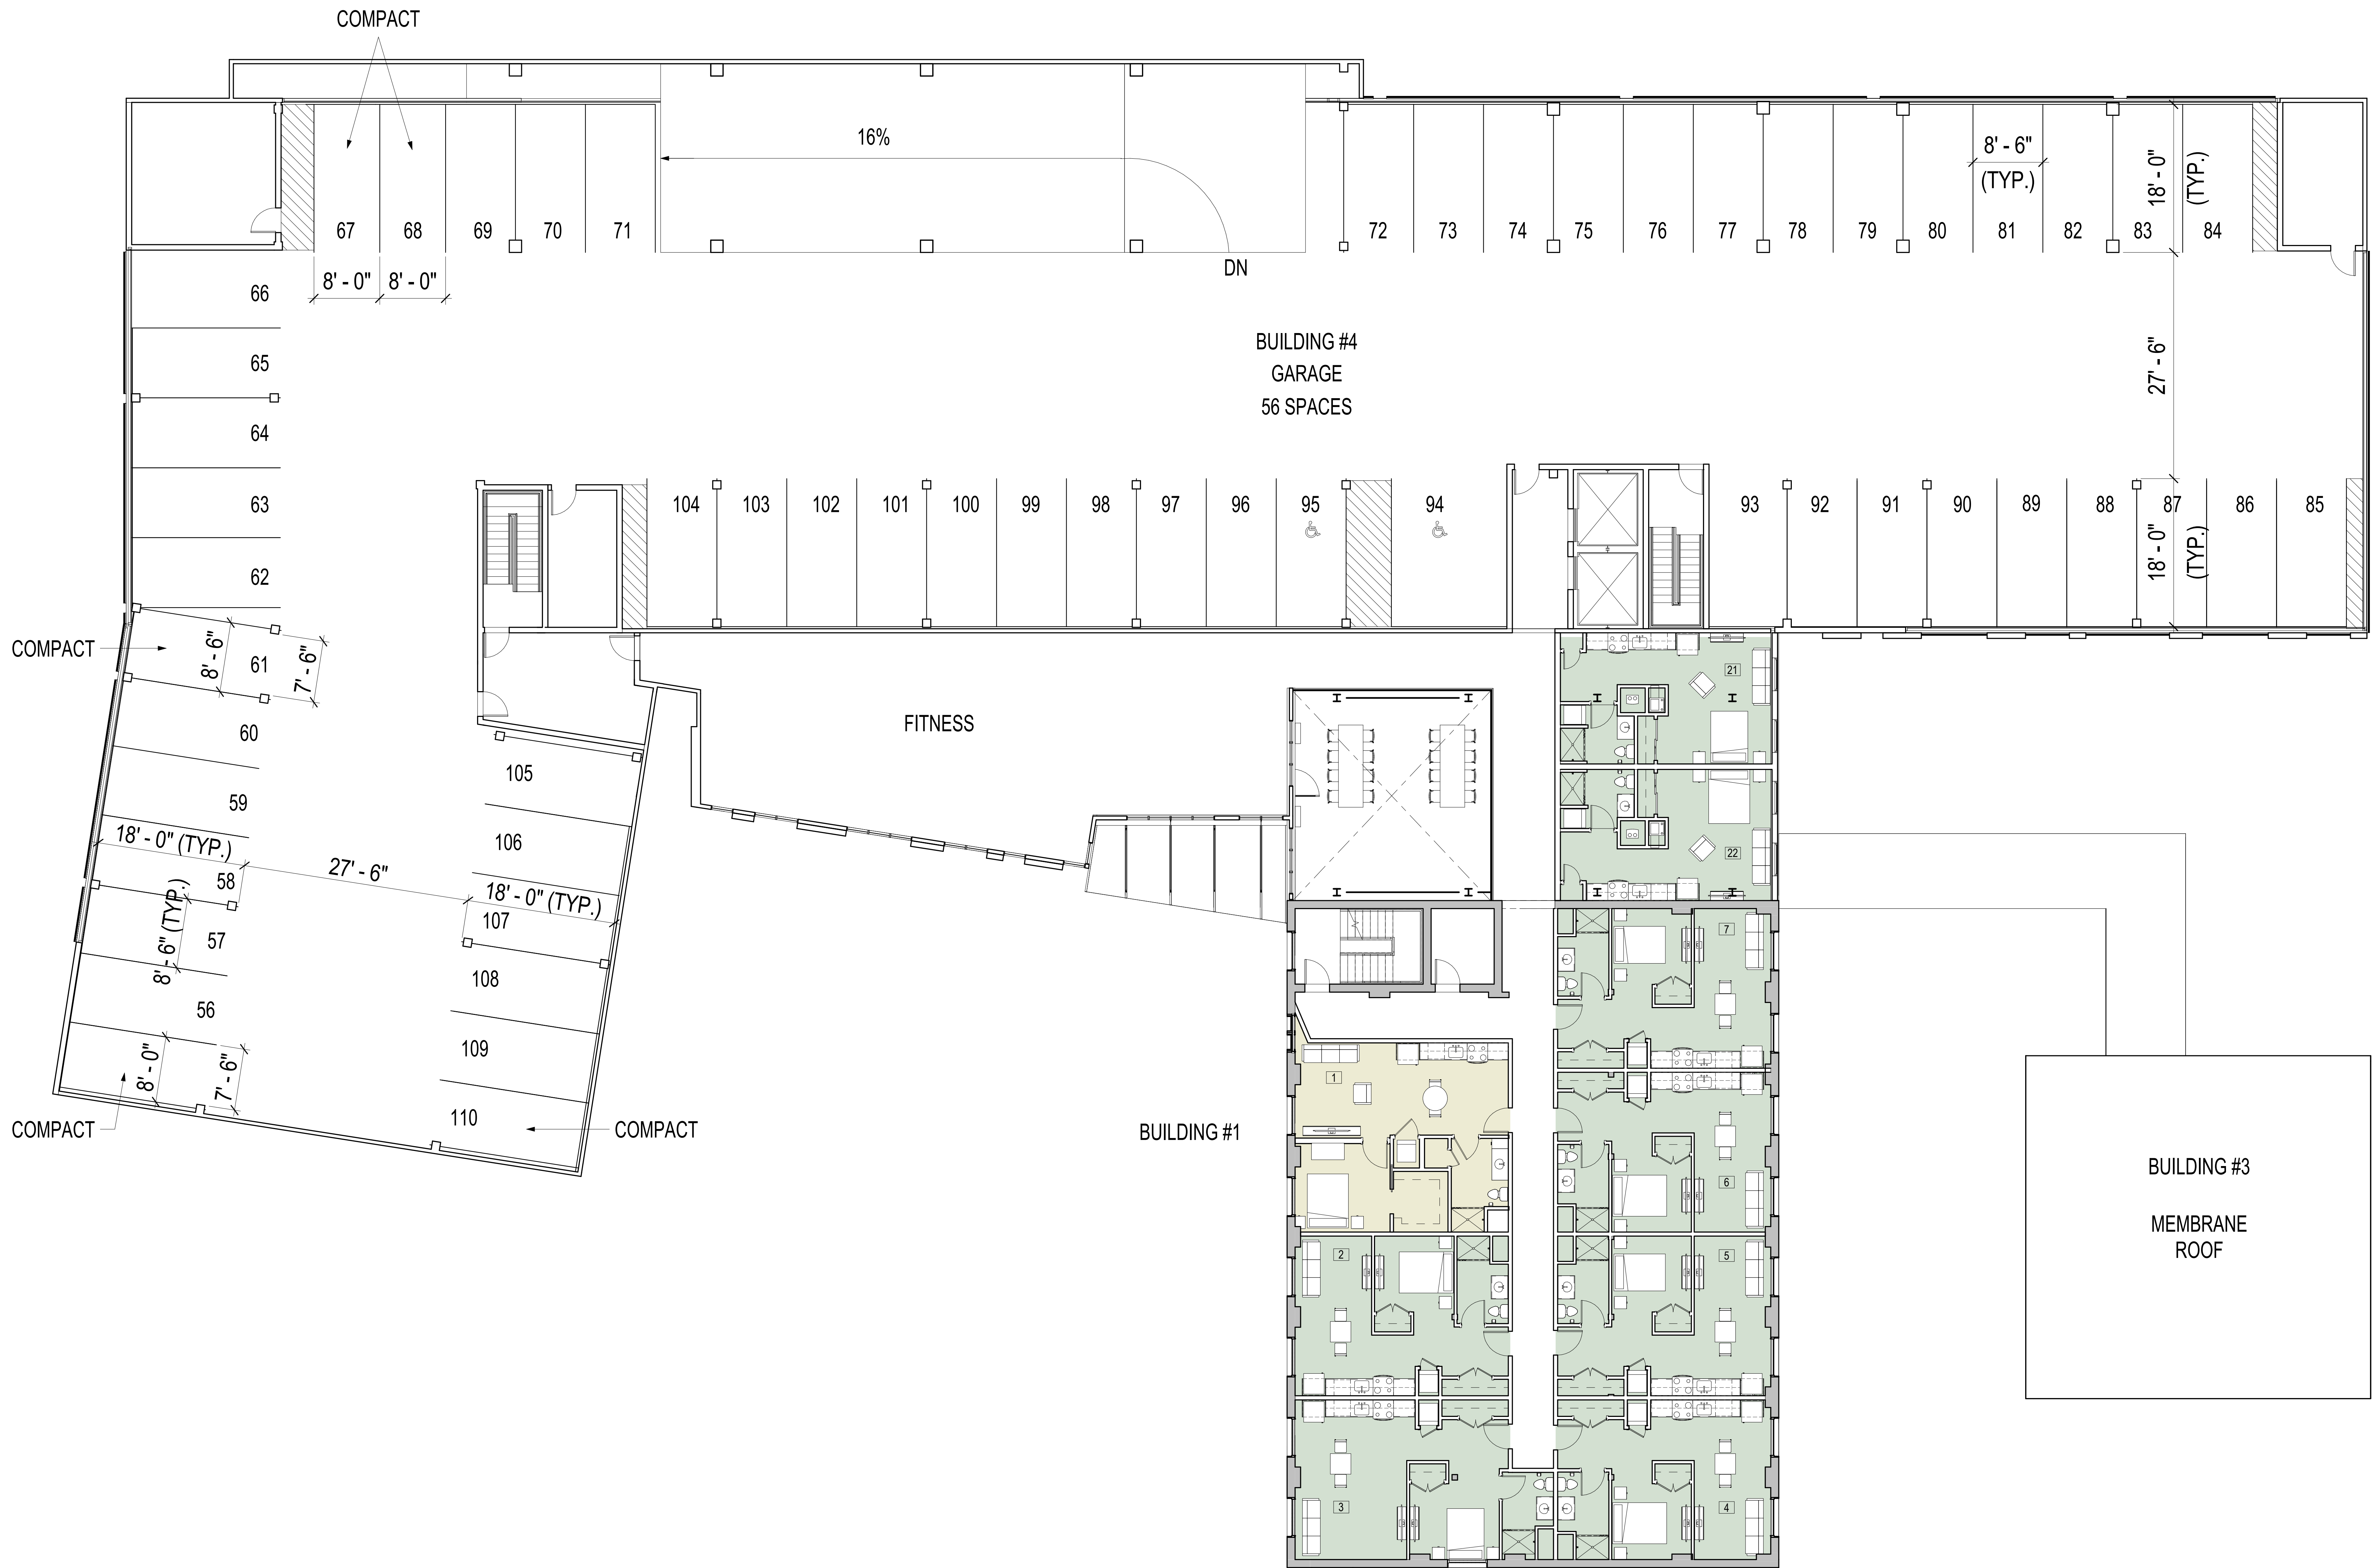 COMPACT
16%
8' - 6"
(TYP.)
18' - 0"
(TYP.)
67
68
69
70
71
72
73
74
75
76
77
78
79
80
81
82
83
84
8' - 0"
8' - 0"
DN
66
65
64
63
62
BUILDING #4
GARAGE
56 SPACES
27' - 6"
104
103
102
101
100
99
98
97
96
95
94
93
92
91
90
89
88
87
86
85
18' - 0"
(TYP.)
COMPACT
8' - 6"
61
7' - 6"
60
59
18' - 0" (TYP.)
58
27' - 6"
8' - 6" (TYP.)
57
56
8' - 0"
7' - 6"
COMPACT
105
106
18' - 0" (TYP.)
107
108
109
110
COMPACT
FITNESS
21
22
7
1
6
2
5
3
4
BUILDING #1
BUILDING #3
MEMBRANE
ROOF